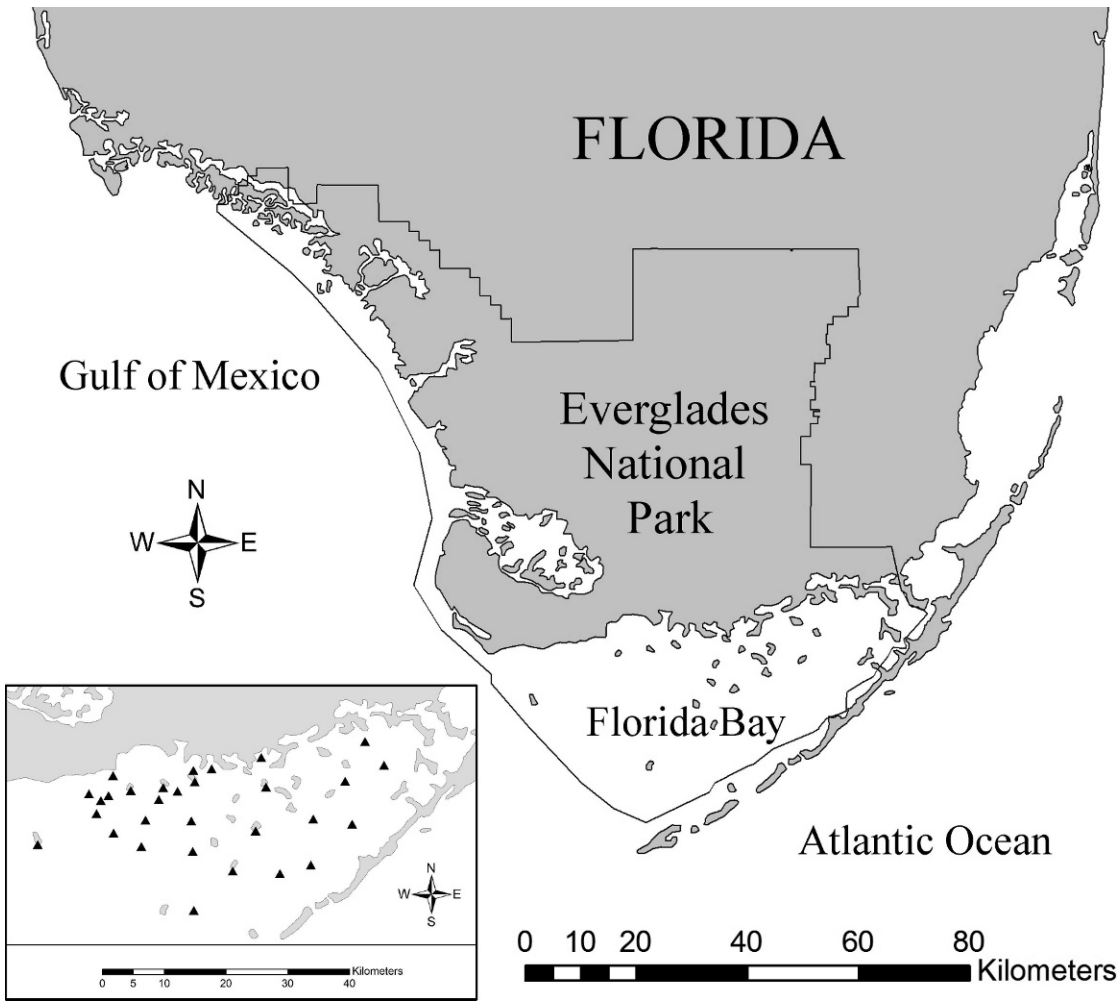 FLORIDA
Gulf of Mexico
Everglades
National
Park
N
W E
S
Florida Bay
Atlantic Ocean
0 10 20 40 60 80
Kilometers
N
W E
S
Kilometers
0 5 10 20 30 40